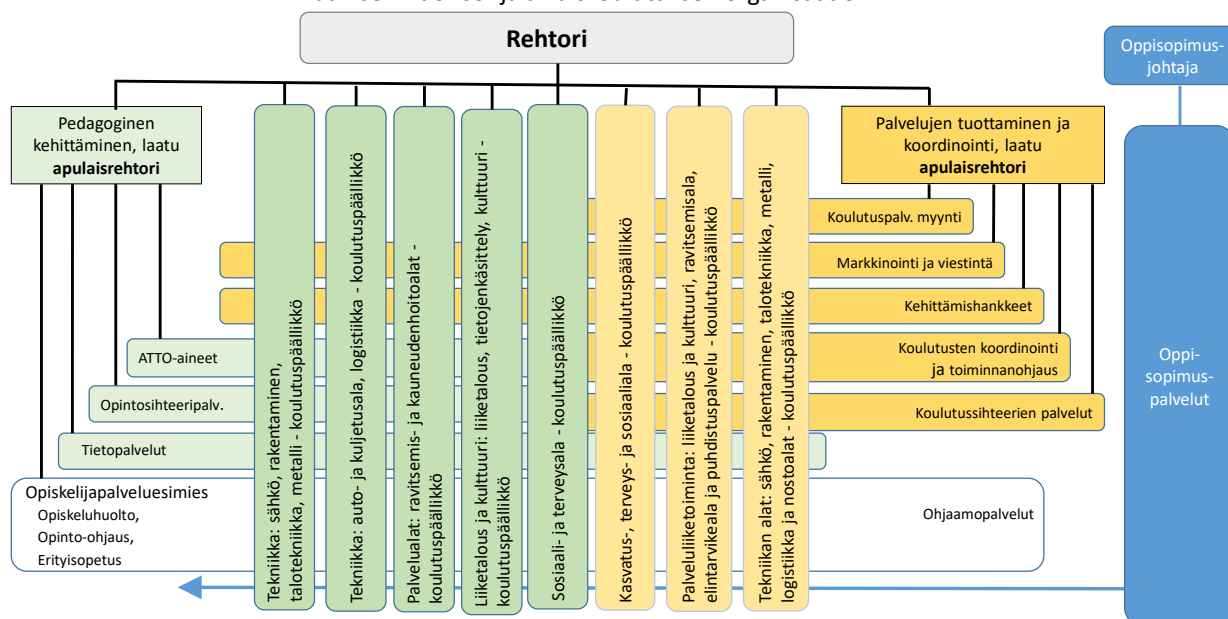 Rehtori
Oppisopimus-
johtaja
Pedagoginen
kehittäminen, laatu
apulaisrehtori
Palvelujen tuottaminen ja
koordinointi, laatu
apulaisrehtori
Tekniikka: sähkö, rakentaminen,
talotekniikka, metalli - koulutuspäällikkö
Tekniikka: auto- ja kuljetusala, logistiikka - koulutuspäällikkö
Palvelualat: ravitsemis- ja kauneudenhoitoalat -
koulutuspäällikkö
Liiketalous ja kulttuuri: liiketalous, tietojenkäsittely, kulttuuri -
koulutuspäällikkö
Sosiaali- ja terveysala - koulutuspäällikkö
Kasvatus-, terveys- ja sosiaaliala - koulutuspäällikkö
Palveluliiketoiminta: liiketalous ja kulttuuri, ravitsemisala,
elintarvikeala ja puhdistuspalvelu - koulutuspäällikkö
Tekniikan alat: sähkö, rakentaminen, talotekniikka, metalli,
logistiikka ja nostoalat - koulutuspäällikkö
Koulutuspalv. myynti
Markkinointi ja viestintä
Kehittämishankkeet
ATTO-aineet
Koulutusten koordinointi
ja toiminnanohjaus
Oppi-
sopimus-
palvelut
Opintosihteeripalv.
Koulutussihteerien palvelut
Tietopalvelut
Opiskelijapalveluesimies
Opiskeluhuolto,
Opinto-ohjaus,
Erityisopetus
Ohjaamopalvelut